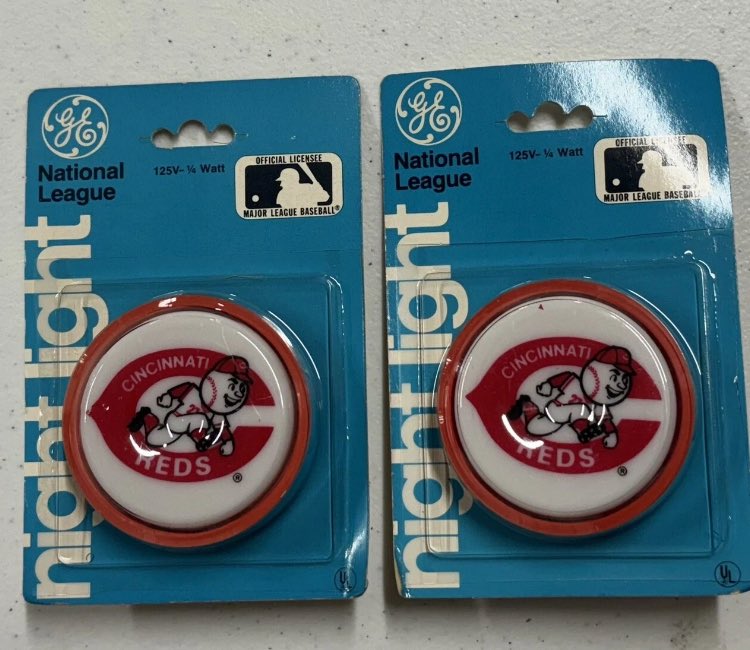 GE
National
League
125V– ¼ Watt
OFFICIAL LICENSEE
MAJOR LEAGUE BASEBALL®
night light
CINCINNATI
REDS
®
UL
GE
National
League
125V– ¼ Watt
OFFICIAL LICENSEE
MAJOR LEAGUE BASEBALL®
night light
CINCINNATI
REDS
®
UL